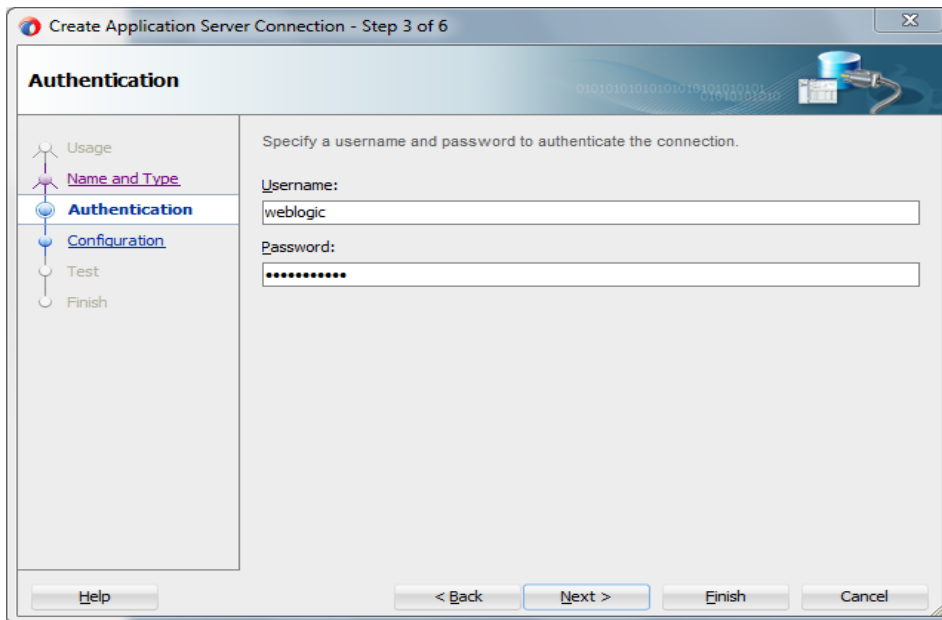 Create Application Server Connection - Step 3 of 6
Authentication
Usage
Name and Type
Authentication
Configuration
Test
Finish
Specify a username and password to authenticate the connection.
Username:
weblogic
Password:
•••••••••••
Help
< Back
Next >
Finish
Cancel